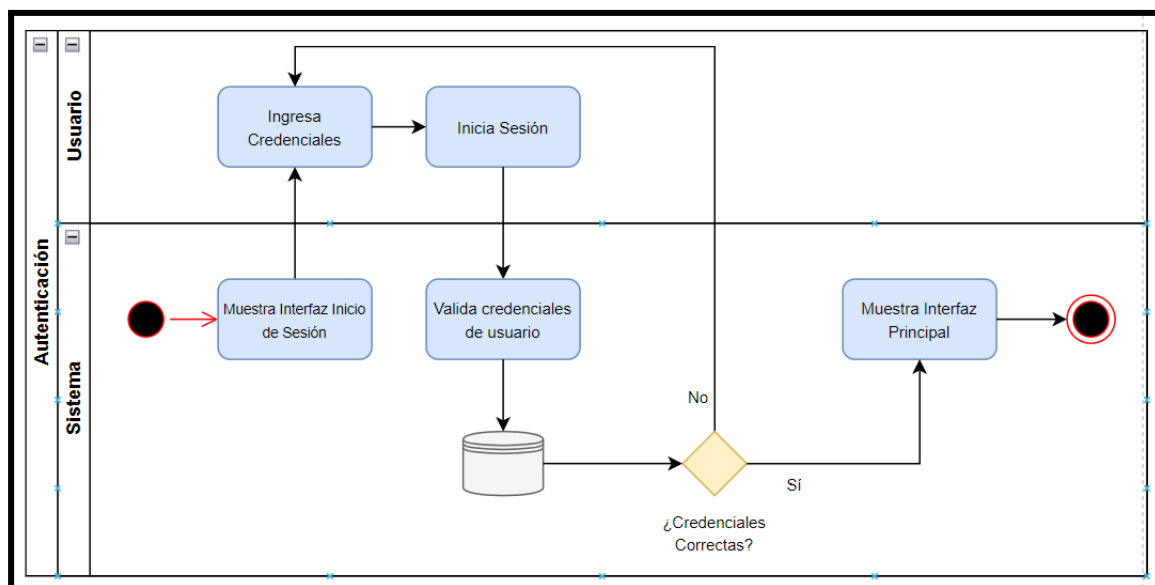 Autenticación
Usuario
Ingresa
Credenciales
Inicia Sesión
Sistema
Muestra Interfaz Inicio
de Sesión
Valida credenciales
de usuario
Muestra Interfaz
Principal
No
Sí
¿Credenciales
Correctas?